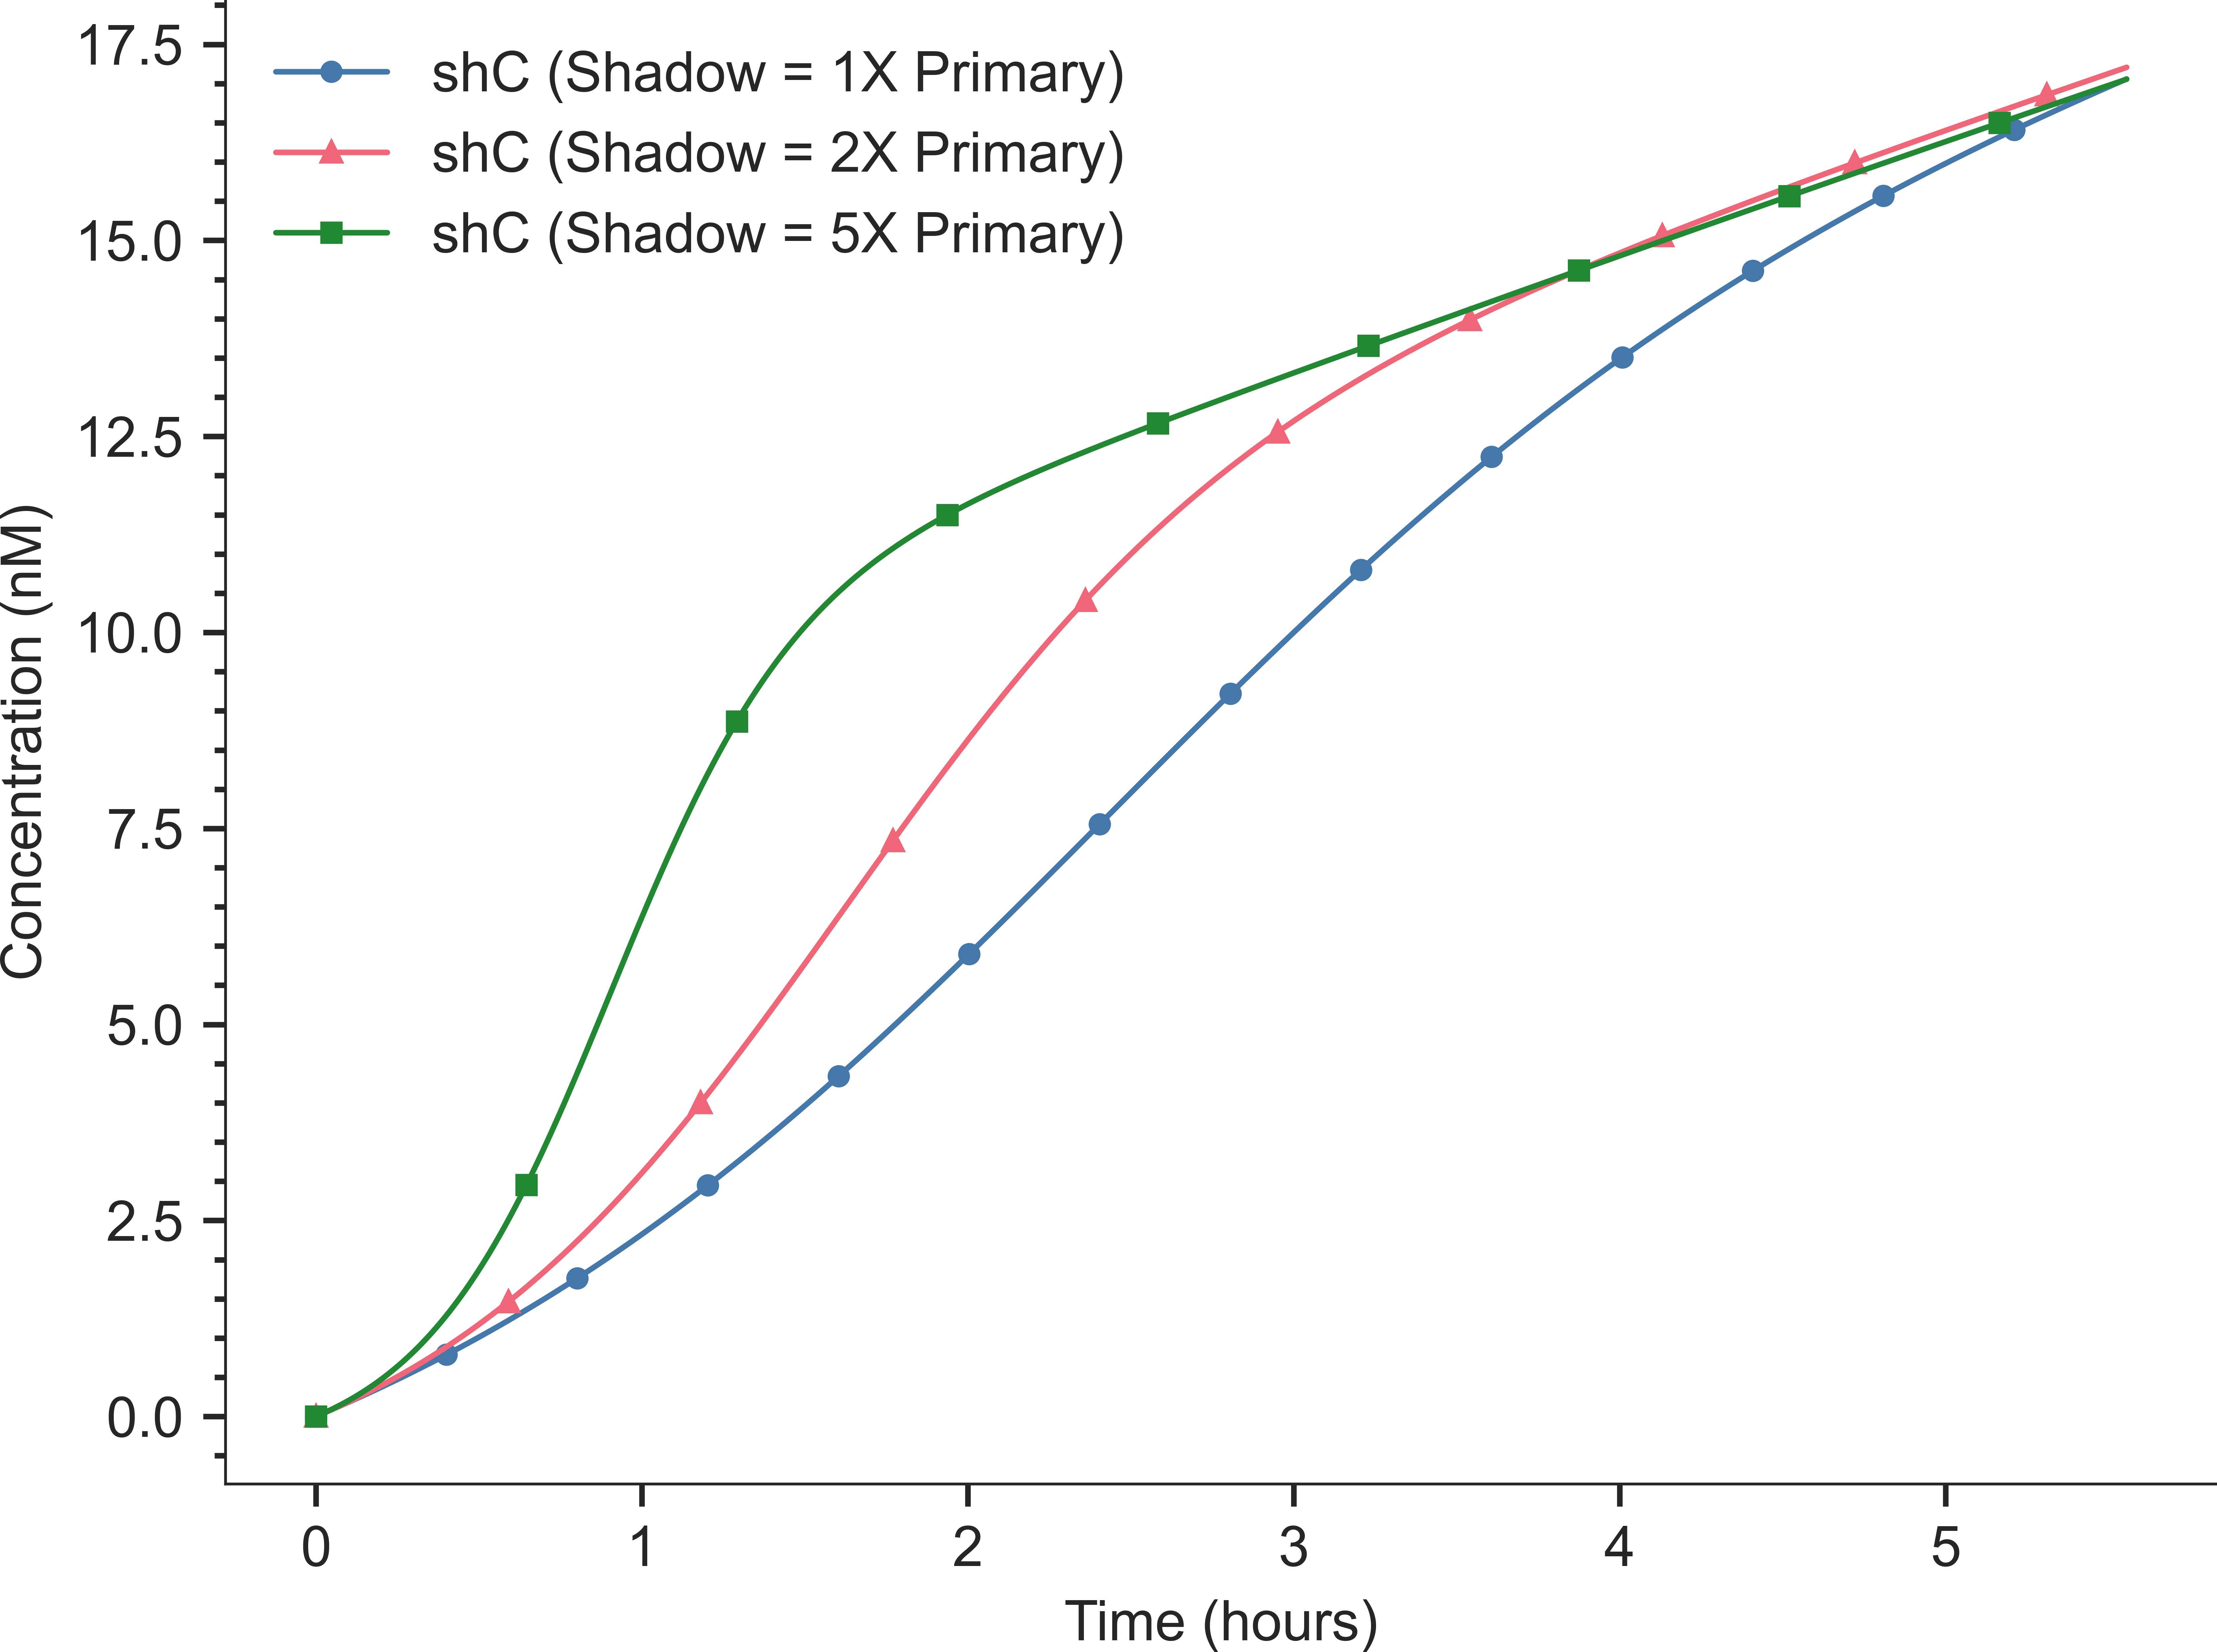 17.5
15.0
12.5
10.0
7.5
5.0
2.5
0.0
Concentration (nM)
shC (Shadow = 1X Primary)
shC (Shadow = 2X Primary)
shC (Shadow = 5X Primary)
0 1 2 3 4 5
Time (hours)